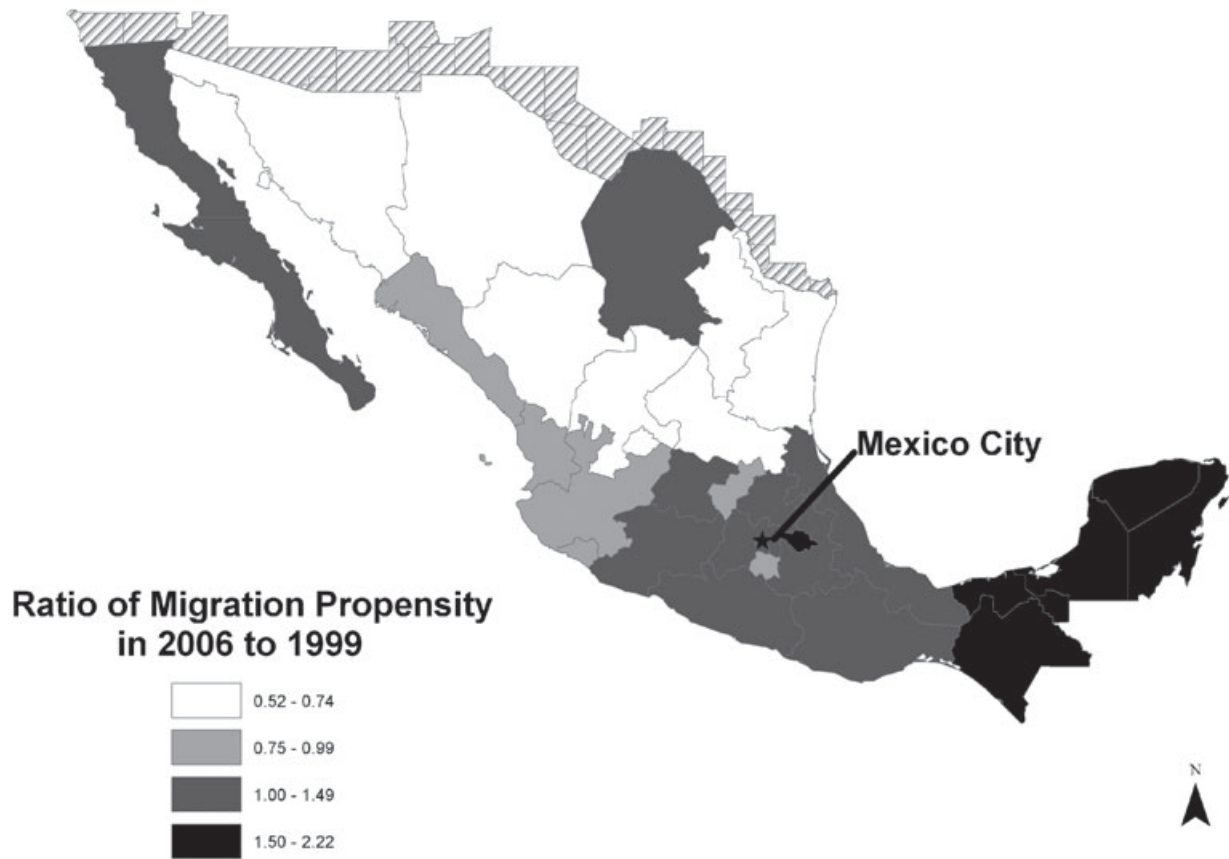 Mexico City
Ratio of Migration Propensity
in 2006 to 1999
0.52 - 0.74
0.75 - 0.99
1.00 - 1.49
1.50 - 2.22
N